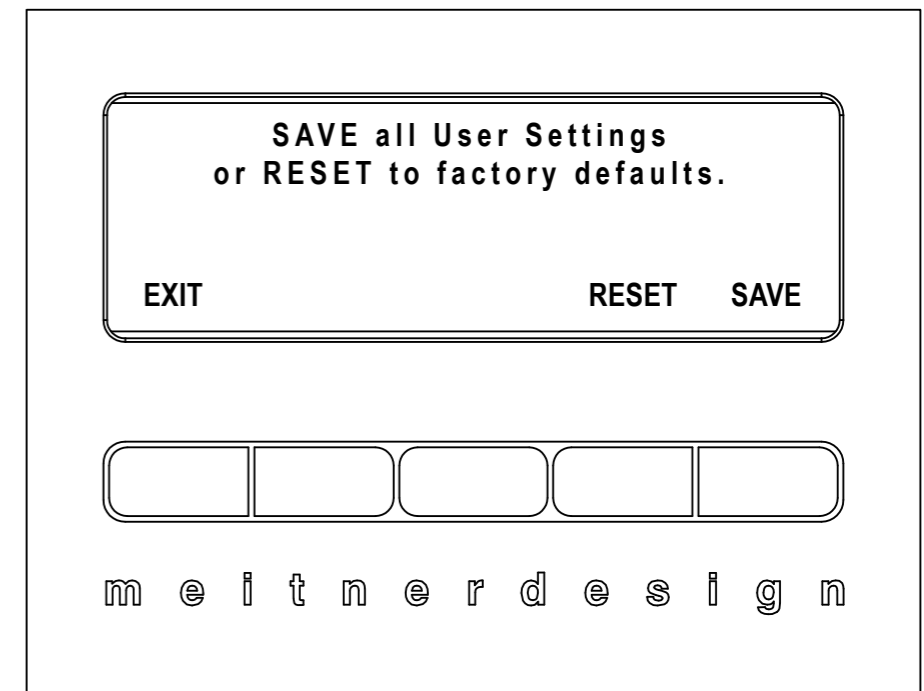 SAVE all User Settings
or RESET to factory defaults.
EXIT RESET SAVE
meitnerdesign